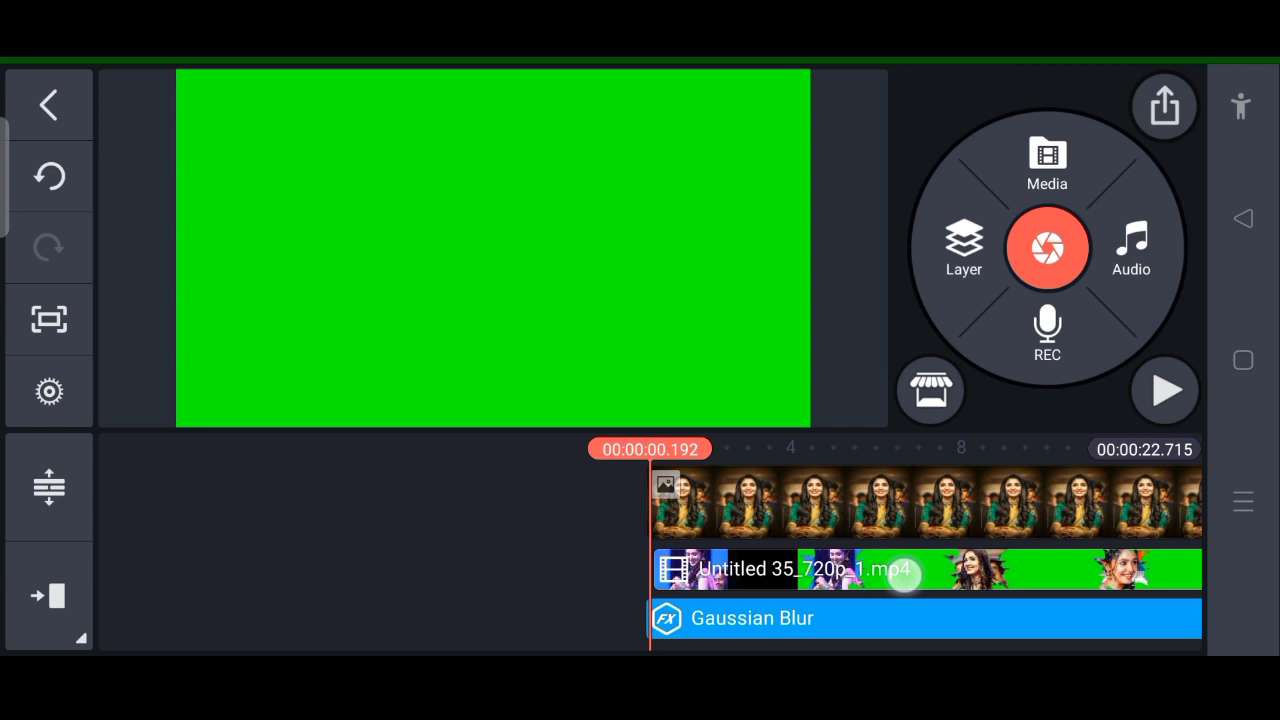 Media
Layer
Audio
REC
00:00:00.192
4
8
00:00:22.715
Untitled 35_720p_1.mp4
FX
Gaussian Blur